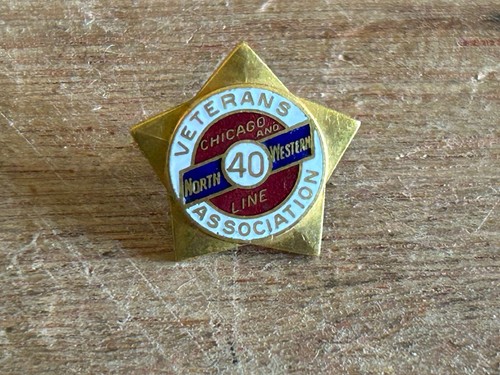 VETERANS
CHICAGO AND
NORTH 40 WESTERN
LINE
ASSOCIATION